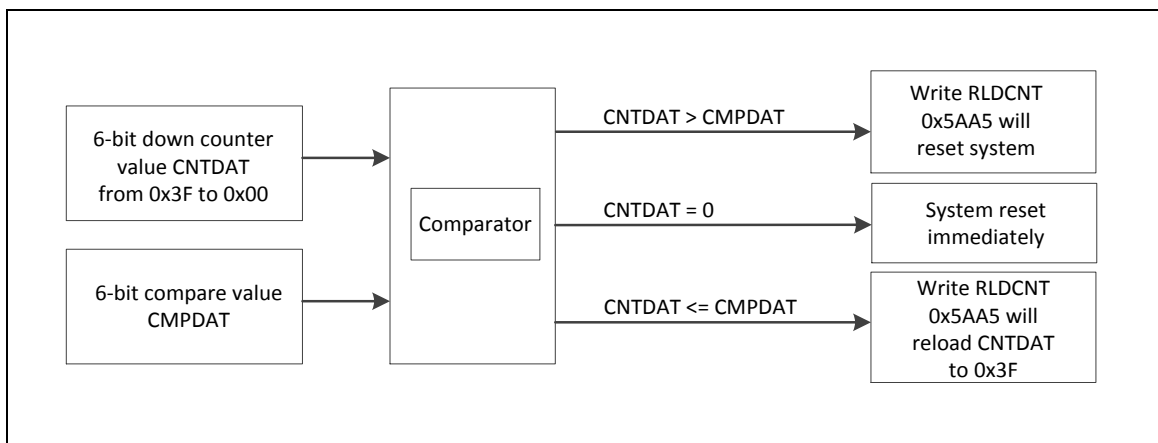 6-bit down counter
value CNTDAT
from 0x3F to 0x00
6-bit compare value
CMPDAT
Comparator
CNTDAT > CMPDAT
CNTDAT = 0
CNTDAT <= CMPDAT
Write RLDCNT
0x5AA5 will
reset system
System reset
immediately
Write RLDCNT
0x5AA5 will
reload CNTDAT
to 0x3F